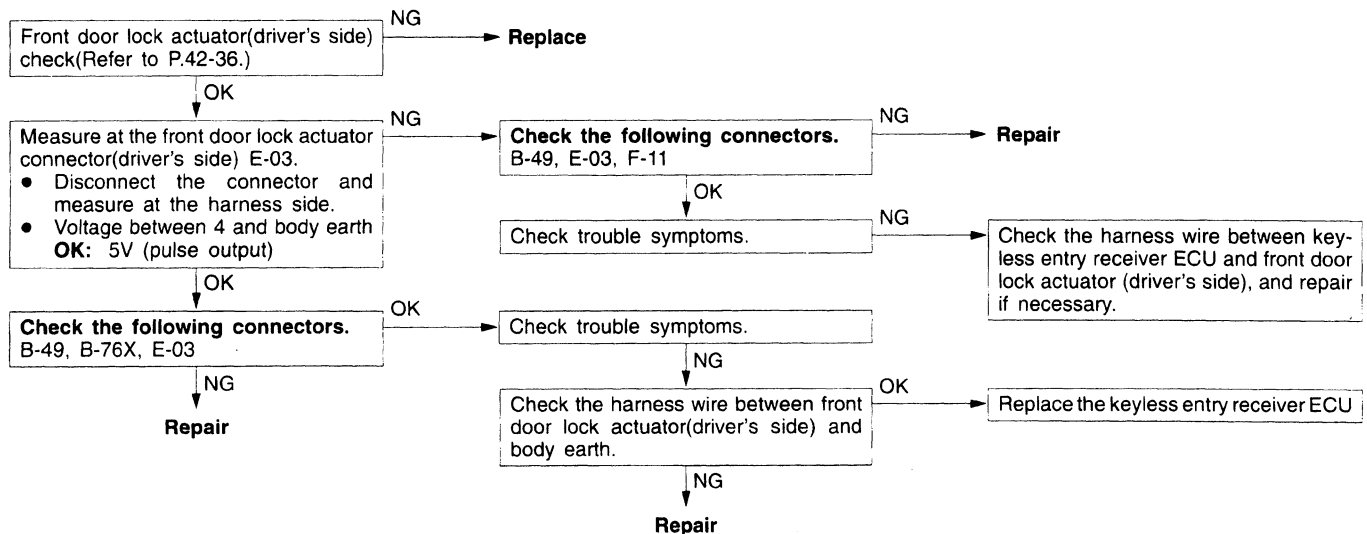 NG
Front door lock actuator(driver's side)
check(Refer to P.42-36.)
Replace
OK
Measure at the front door lock actuator
connector(driver's side) E-03.
● Disconnect the connector and
measure at the harness side.
● Voltage between 4 and body earth
OK: 5V (pulse output)
NG
Check the following connectors.
B-49, E-03, F-11
NG
Repair
OK
Check trouble symptoms.
NG
Check the harness wire between key-
less entry receiver ECU and front door
lock actuator (driver's side), and repair
if necessary.
OK
Check the following connectors.
B-49, B-76X, E-03
OK
Check trouble symptoms.
NG
Repair
NG
Check the harness wire between front
door lock actuator(driver's side) and
body earth.
OK
Replace the keyless entry receiver ECU
NG
Repair